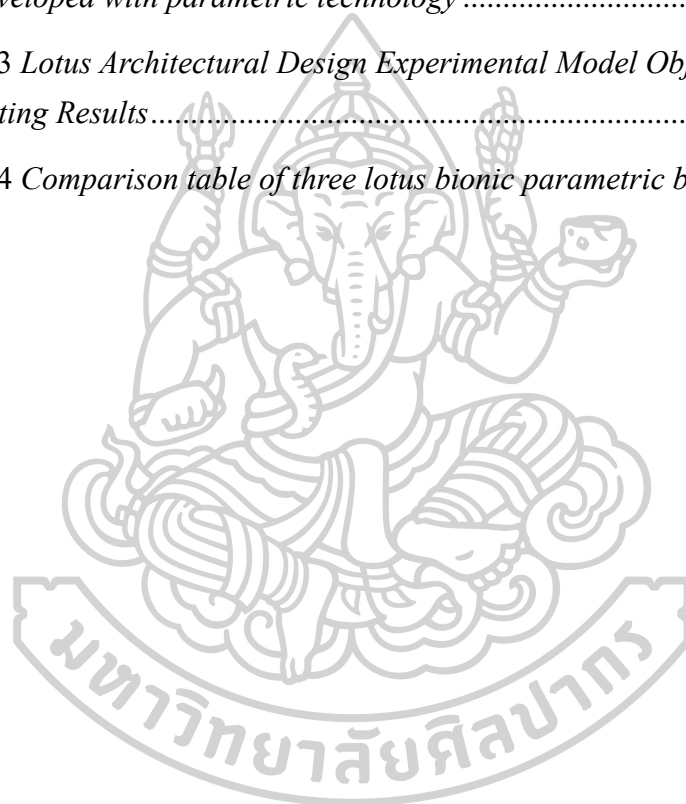 veloped with parametric technology ........................
3 Lotus Architectural Design Experimental Model Obj
ting Results.................................................................
4 Comparison table of three lotus bionic parametric b
มหาวิทยาลัยศิลปากร